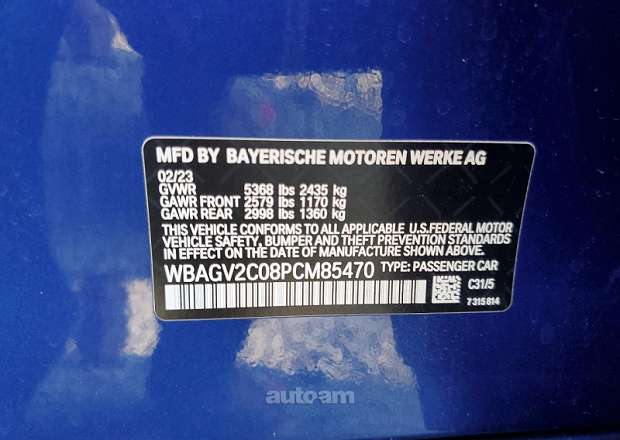 MFD BY BAYERISCHE MOTOREN WERKE AG
02/23
GVWR 5368 lbs 2435 kg
GAWR FRONT 2579 lbs 1170 kg
GAWR REAR 2998 lbs 1360 kg
THIS VEHICLE CONFORMS TO ALL APPLICABLE U.S.FEDERAL MOTOR
VEHICLE SAFETY, BUMPER AND THEFT PREVENTION STANDARDS
IN EFFECT ON THE DATE OF MANUFACTURE SHOWN ABOVE.
WBAGV2C08PCM85470 TYPE: PASSENGER CAR
C31/5
7 315 814
auto.am